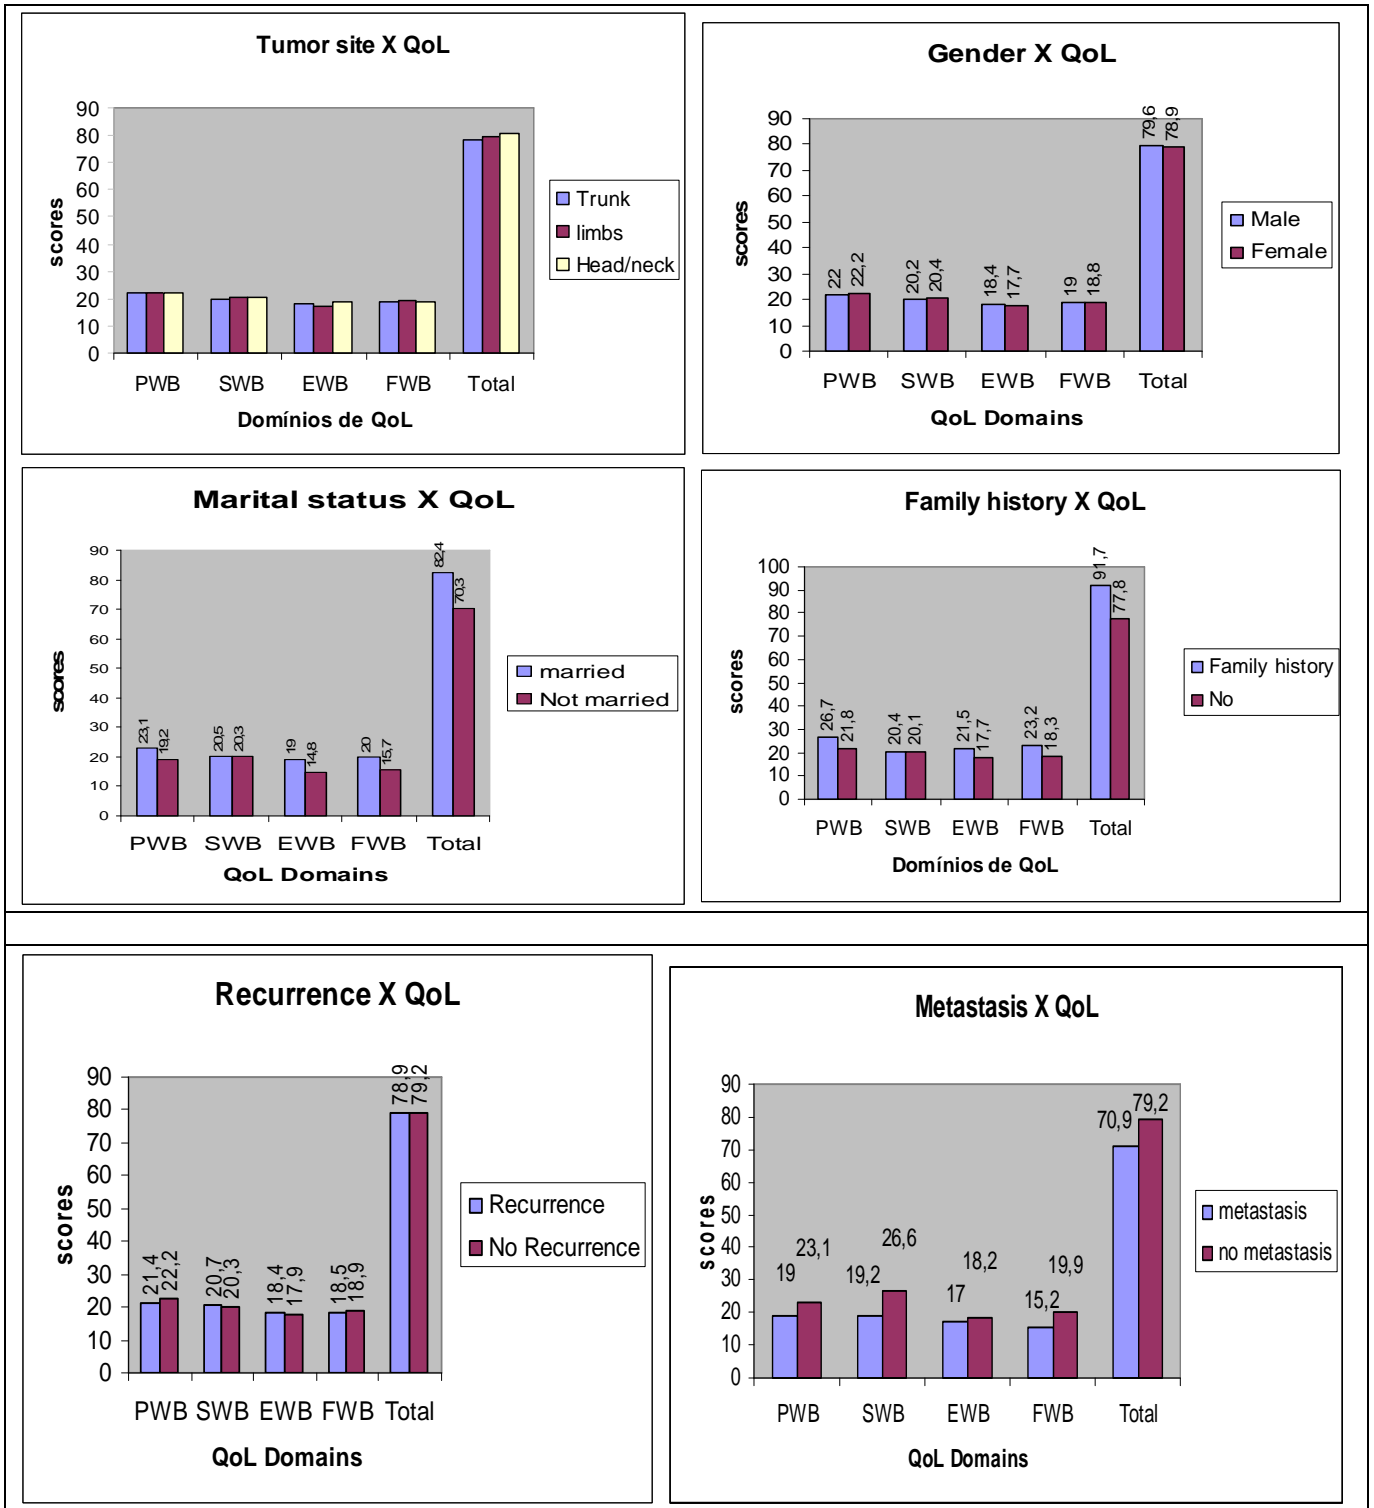 Tumor site X QoL
90
80
70
60
50
40
30
20
10
0
scores
PWB SWB EWB FWB Total
Domínios de QoL
Trunk
limbs
Head/neck
Gender X QoL
90
80
70
60
50
40
30
20
10
0
scores
22 22,2 20,2 20,4 18,4 17,7 19 18,8 79,6 78,9
PWB SWB EWB FWB Total
QoL Domains
Male
Female
Marital status X QoL
90
80
70
60
50
40
30
20
10
0
scores
23,1 19,2 20,5 20,3 19 14,8 20 15,7 82,4 70,3
PWB SWB EWB FWB Total
QoL Domains
married
Not married
Family history X QoL
100
90
80
70
60
50
40
30
20
10
0
scores
26,7 21,8 20,4 20,1 21,5 17,7 23,2 18,3 91,7 77,8
PWB SWB EWB FWB Total
Domínios de QoL
Family history
No
Recurrence X QoL
90
80
70
60
50
40
30
20
10
0
scores
21,4 22,2 20,7 20,3 18,4 17,9 18,5 18,9 78,9 79,2
PWB SWB EWB FWB Total
QoL Domains
Recurrence
No Recurrence
Metastasis X QoL
90
80
70
60
50
40
30
20
10
0
scores
19 23,1 19,2 26,6 17 18,2 15,2 19,9 70,9 79,2
PWB SWB EWB FWB Total
QoL Domains
metastasis
no metastasis